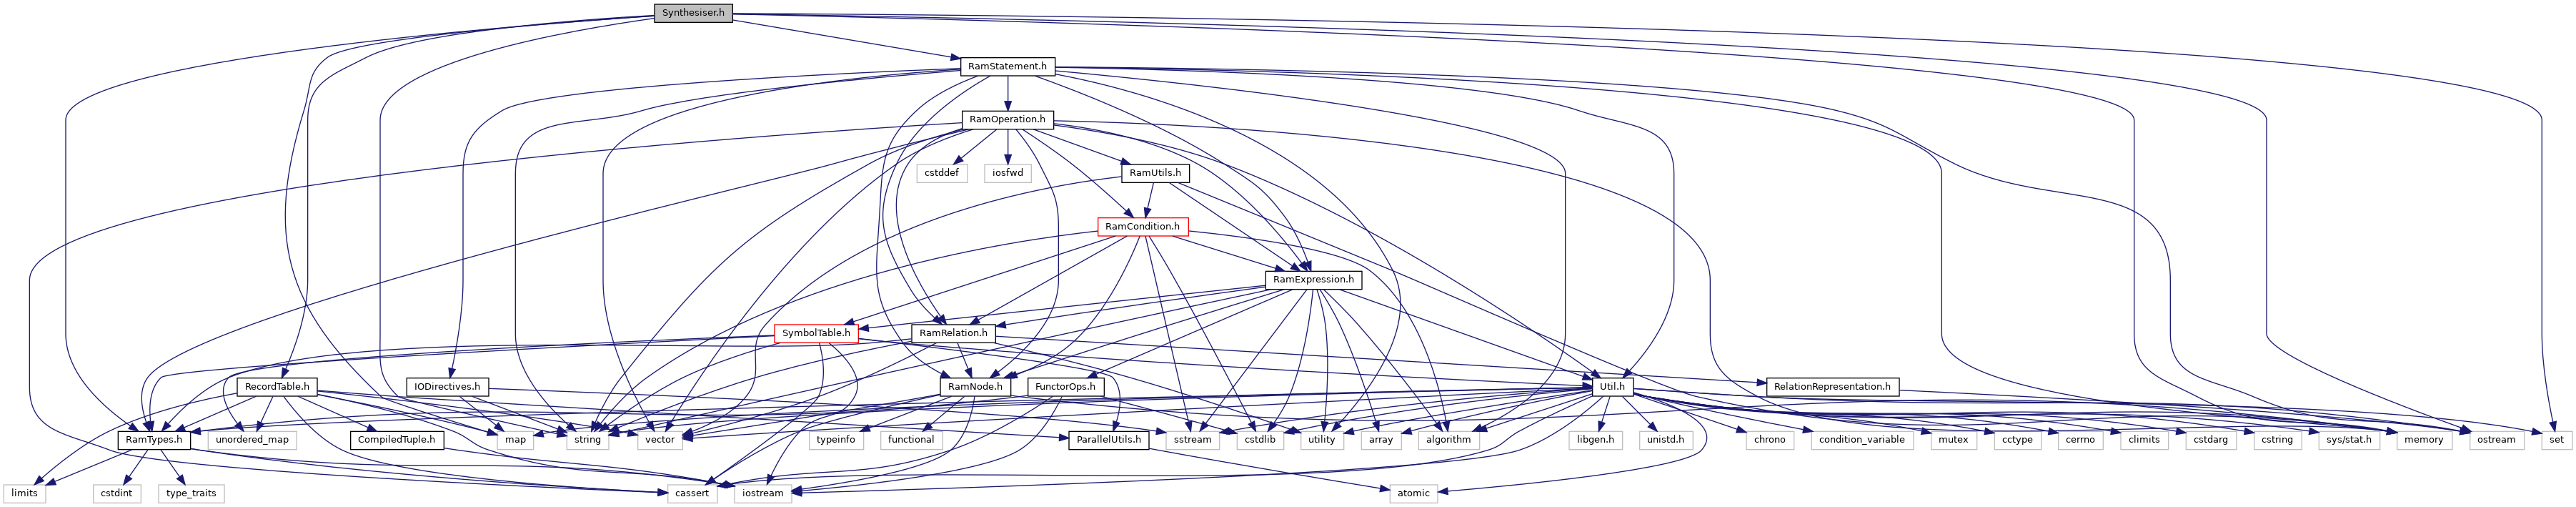 Synthesiser.h
RamStatement.h
RamOperation.h
cstddef
iosfwd
RamUtils.h
RamCondition.h
RamExpression.h
SymbolTable.h
RamRelation.h
RecordTable.h
IODirectives.h
RamNode.h
FunctorOps.h
Util.h
RelationRepresentation.h
RamTypes.h
unordered_map
CompiledTuple.h
map
string
vector
typeinfo
functional
ParallelUtils.h
sstream
cstdlib
utility
array
algorithm
libgen.h
unistd.h
chrono
condition_variable
mutex
cctype
cerrno
climits
cstdarg
cstring
sys/stat.h
memory
ostream
set
limits
cstdint
type_traits
cassert
iostream
atomic